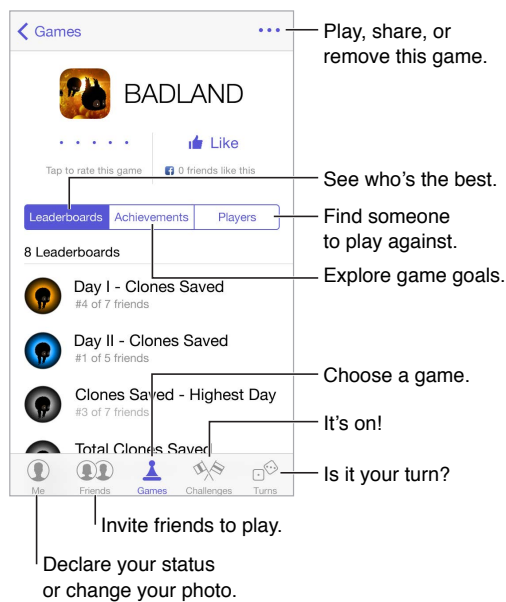 Games
Play, share, or
remove this game.
BADLAND
Like
Tap to rate this game
0 friends like this
See who's the best.
Leaderboards
Achievements
Players
Find someone
to play against.
8 Leaderboards
Explore game goals.
Day I - Clones Saved
#4 of 7 friends
Day II - Clones Saved
#1 of 5 friends
Choose a game.
Clones Saved - Highest Day
#3 of 7 friends
It's on!
Total Clones Saved
Is it your turn?
Me
Friends
Games
Challenges
Turns
Invite friends to play.
Declare your status
or change your photo.